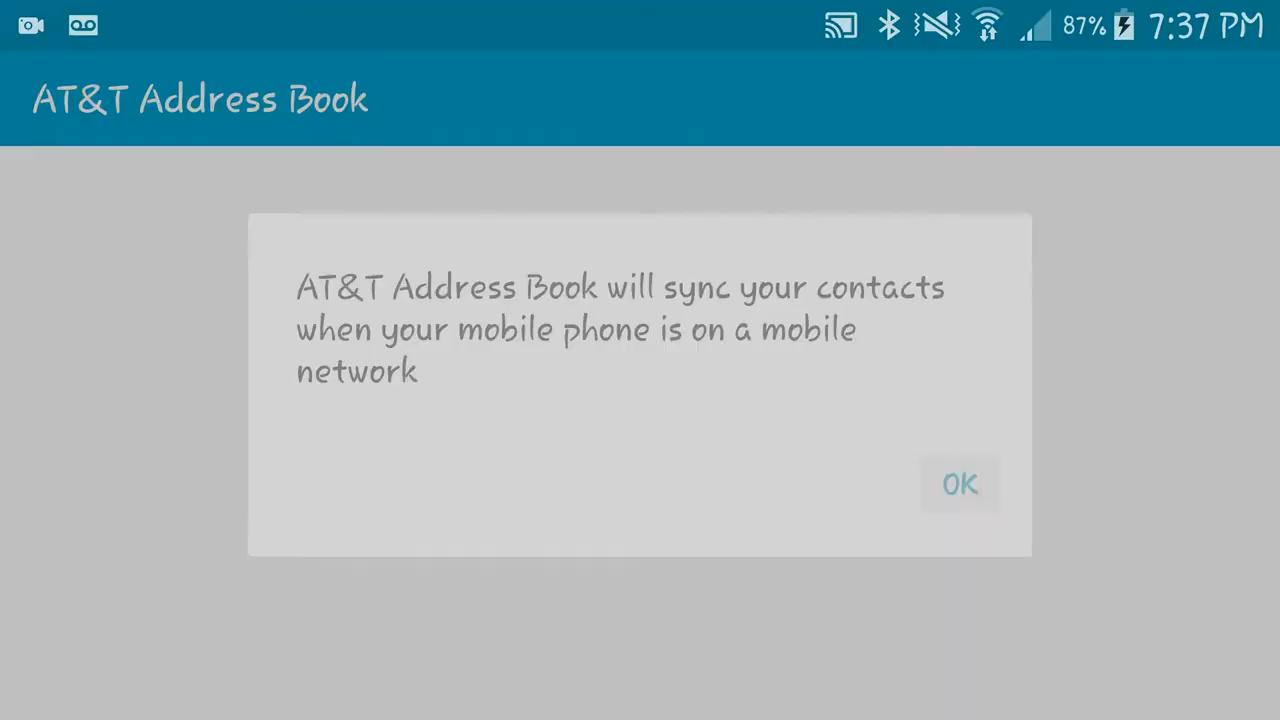 87% 7:37 PM
AT&T Address Book
AT&T Address Book will sync your contacts
when your mobile phone is on a mobile
network
OK